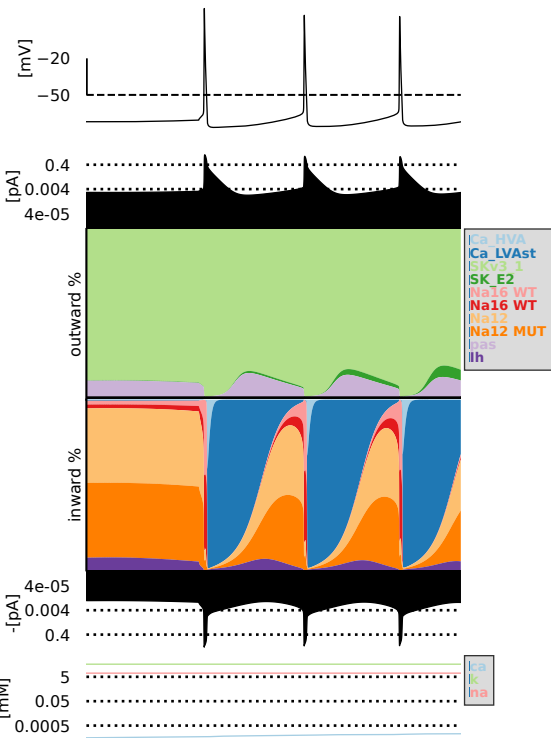 [mV]
−20
−50
[pA]
0.4
0.004
4e-05
outward %
Ca_HVA
Ca_LVAst
SKv3_1
SK_E2
Na16 WT
Na16 WT
Na12
Na12 MUT
pas
Ih
inward %
-[pA]
4e-05
0.004
0.4
[mM]
5
0.05
0.0005
ca
k
na